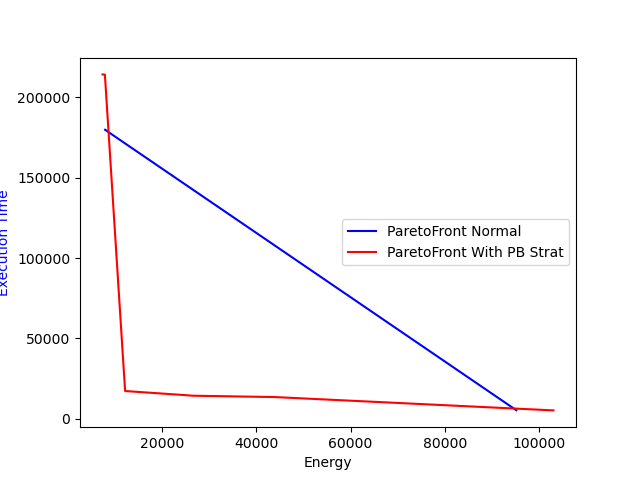 200000
150000
100000
50000
0
Execution Time
ParetoFront Normal
ParetoFront With PB Strat
20000 40000 60000 80000 100000
Energy